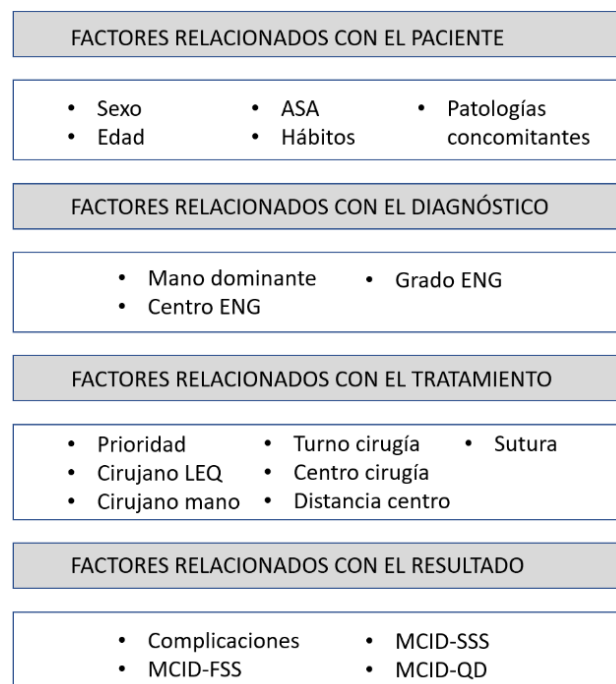 FACTORES RELACIONADOS CON EL PACIENTE
• Sexo
• Edad
• ASA
• Hábitos
• Patologías
concomitantes
FACTORES RELACIONADOS CON EL DIAGNÓSTICO
• Mano dominante
• Centro ENG
• Grado ENG
FACTORES RELACIONADOS CON EL TRATAMIENTO
• Prioridad
• Cirujano LEQ
• Cirujano mano
• Turno cirugía
• Centro cirugía
• Distancia centro
• Sutura
FACTORES RELACIONADOS CON EL RESULTADO
• Complicaciones
• MCID-FSS
• MCID-SSS
• MCID-QD